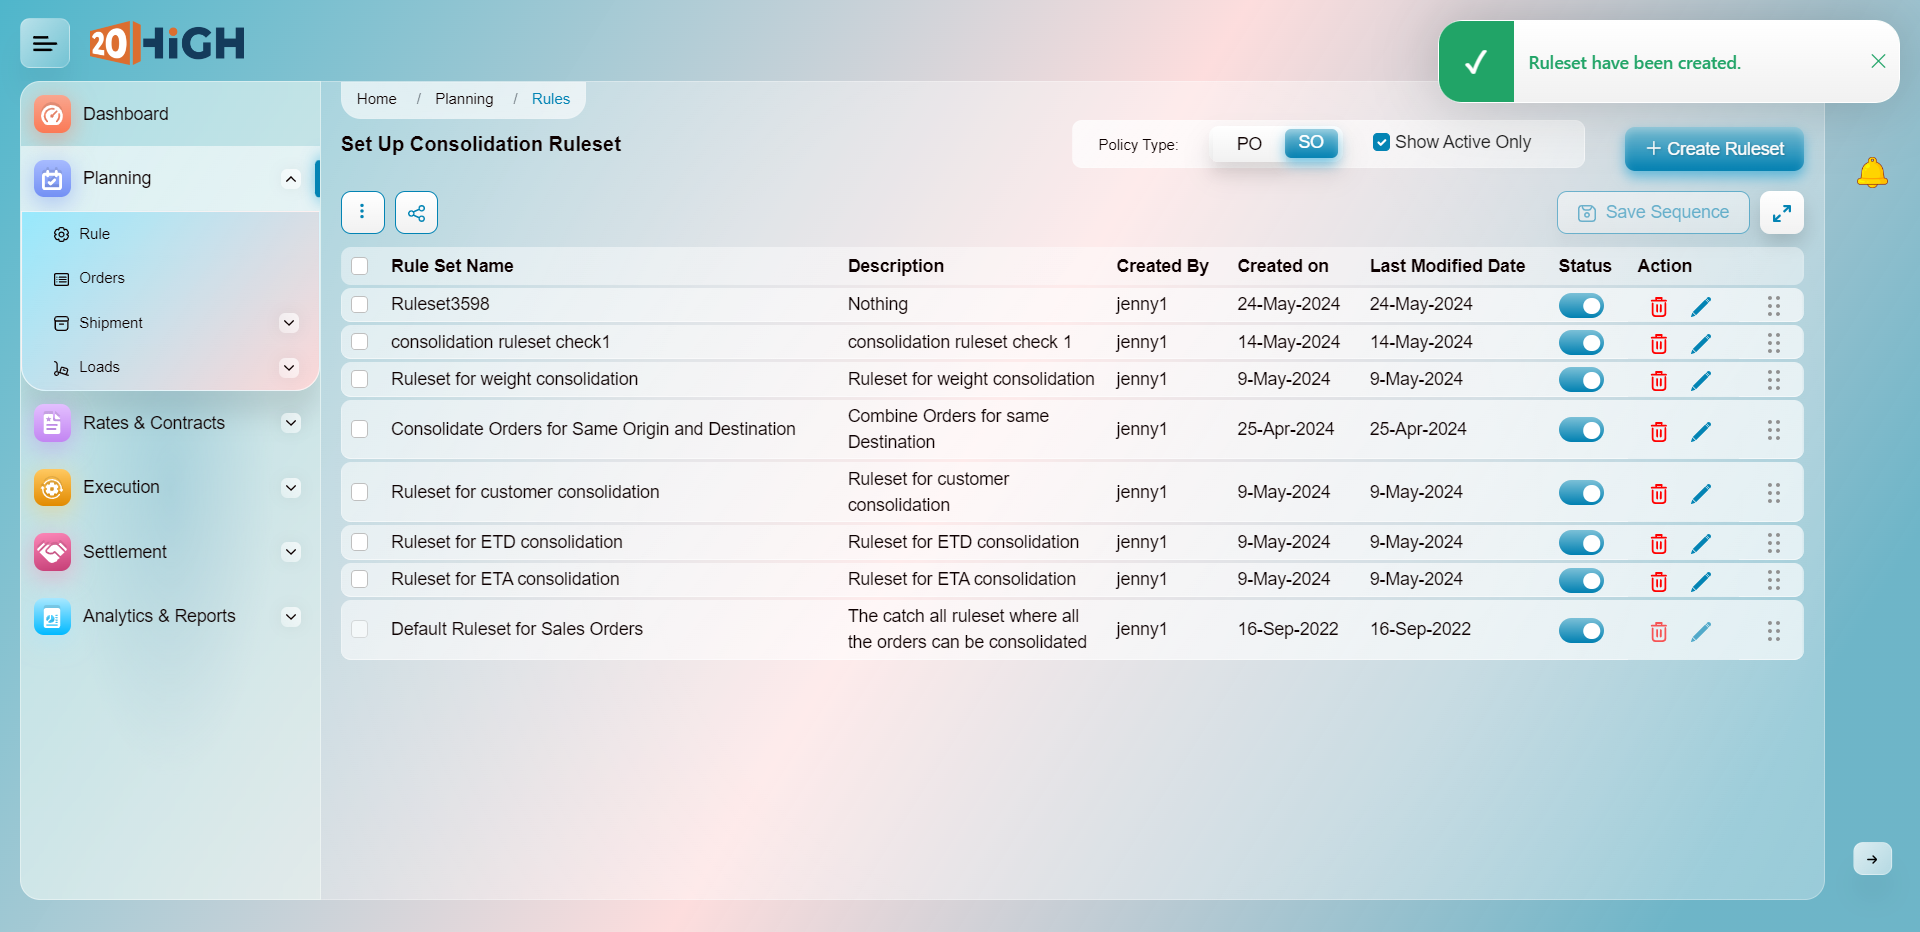 20HiGH
Ruleset have been created.
Dashboard
Planning
Rule
Orders
Shipment
Loads
Rates & Contracts
Execution
Settlement
Analytics & Reports
Home / Planning / Rules
Set Up Consolidation Ruleset
Policy Type: PO SO Show Active Only
+ Create Ruleset
Save Sequence
Rule Set Name Description Created By Created on Last Modified Date Status Action
Ruleset3598 Nothing jenny1 24-May-2024 24-May-2024
consolidation ruleset check1 consolidation ruleset check 1 jenny1 14-May-2024 14-May-2024
Ruleset for weight consolidation Ruleset for weight consolidation jenny1 9-May-2024 9-May-2024
Consolidate Orders for Same Origin and Destination Combine Orders for same
Destination jenny1 25-Apr-2024 25-Apr-2024
Ruleset for customer consolidation Ruleset for customer
consolidation jenny1 9-May-2024 9-May-2024
Ruleset for ETD consolidation Ruleset for ETD consolidation jenny1 9-May-2024 9-May-2024
Ruleset for ETA consolidation Ruleset for ETA consolidation jenny1 9-May-2024 9-May-2024
Default Ruleset for Sales Orders The catch all ruleset where all
the orders can be consolidated jenny1 16-Sep-2022 16-Sep-2022